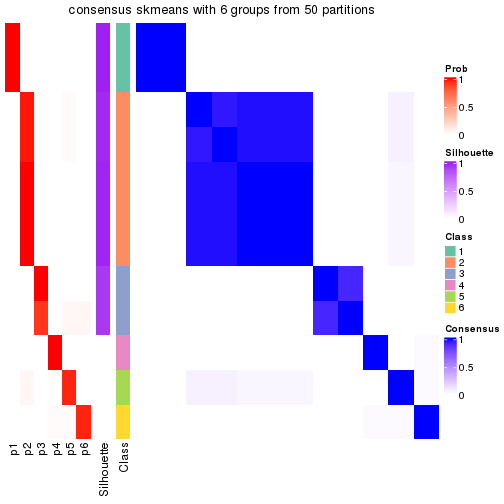 consensus skmeans with 6 groups from 50 partitions
Prob
1
0.5
0
Silhouette
1
0.5
0
Class
1
2
3
4
5
6
Consensus
1
0.5
0
p1
p2
p3
p4
p5
p6
Silhouette
Class